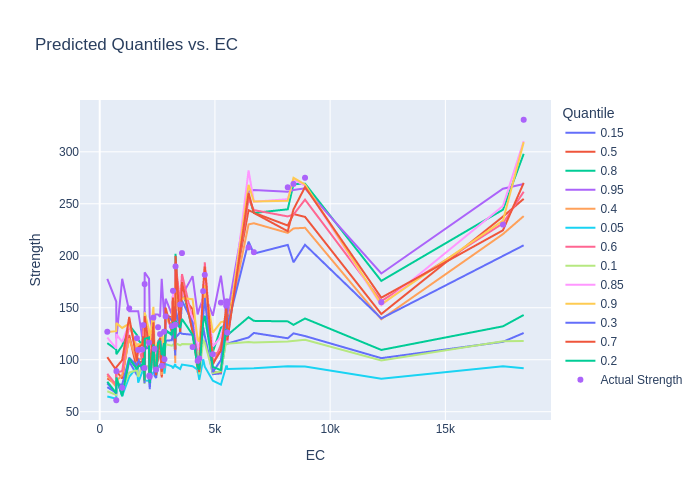 Predicted Quantiles vs. EC
Strength
300
250
200
150
100
50
0
5k
10k
15k
EC
Quantile
0.15
0.5
0.8
0.95
0.4
0.05
0.6
0.1
0.85
0.9
0.3
0.7
0.2
Actual Strength